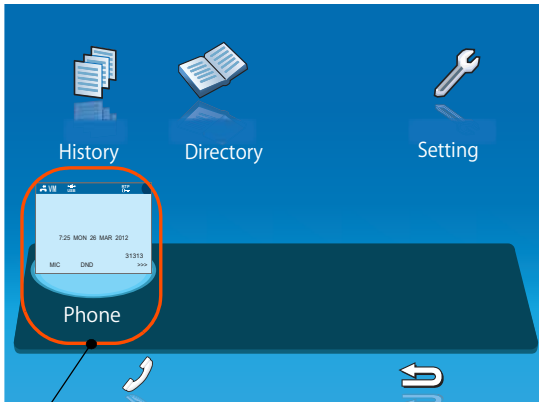 History
Directory
Setting
VM
7:25 MON 26 MAR 2012
31313
MIC DND >>>
Phone